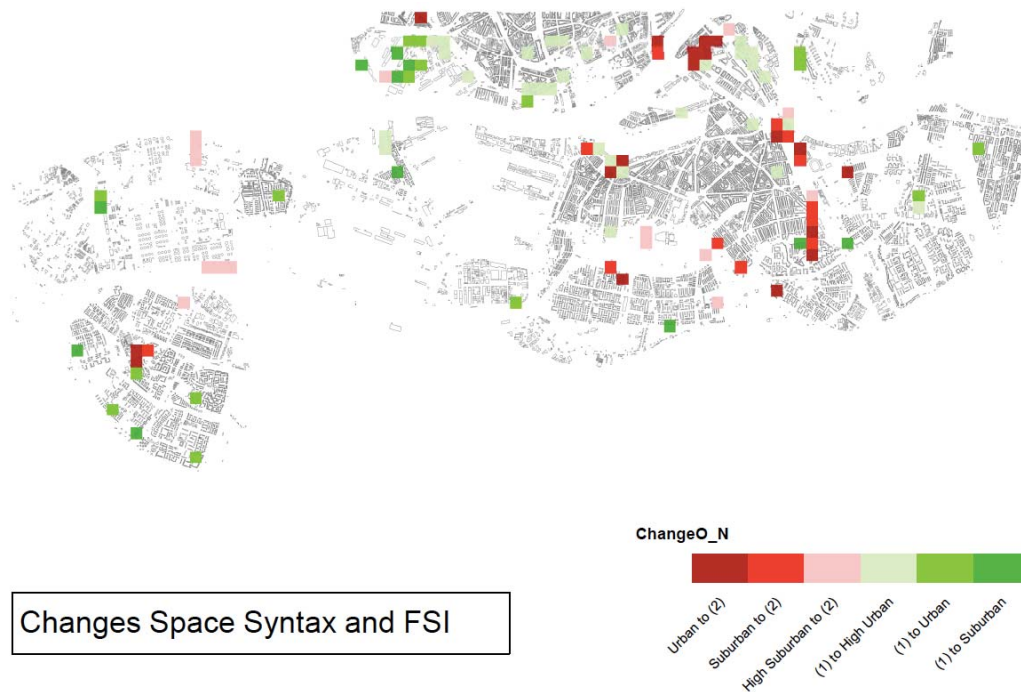 ChangeO_N
Urban to (2)
Suburban to (2)
High Suburban to (2)
(1) to High Urban
(1) to Urban
(1) to Suburban
Changes Space Syntax and FSI